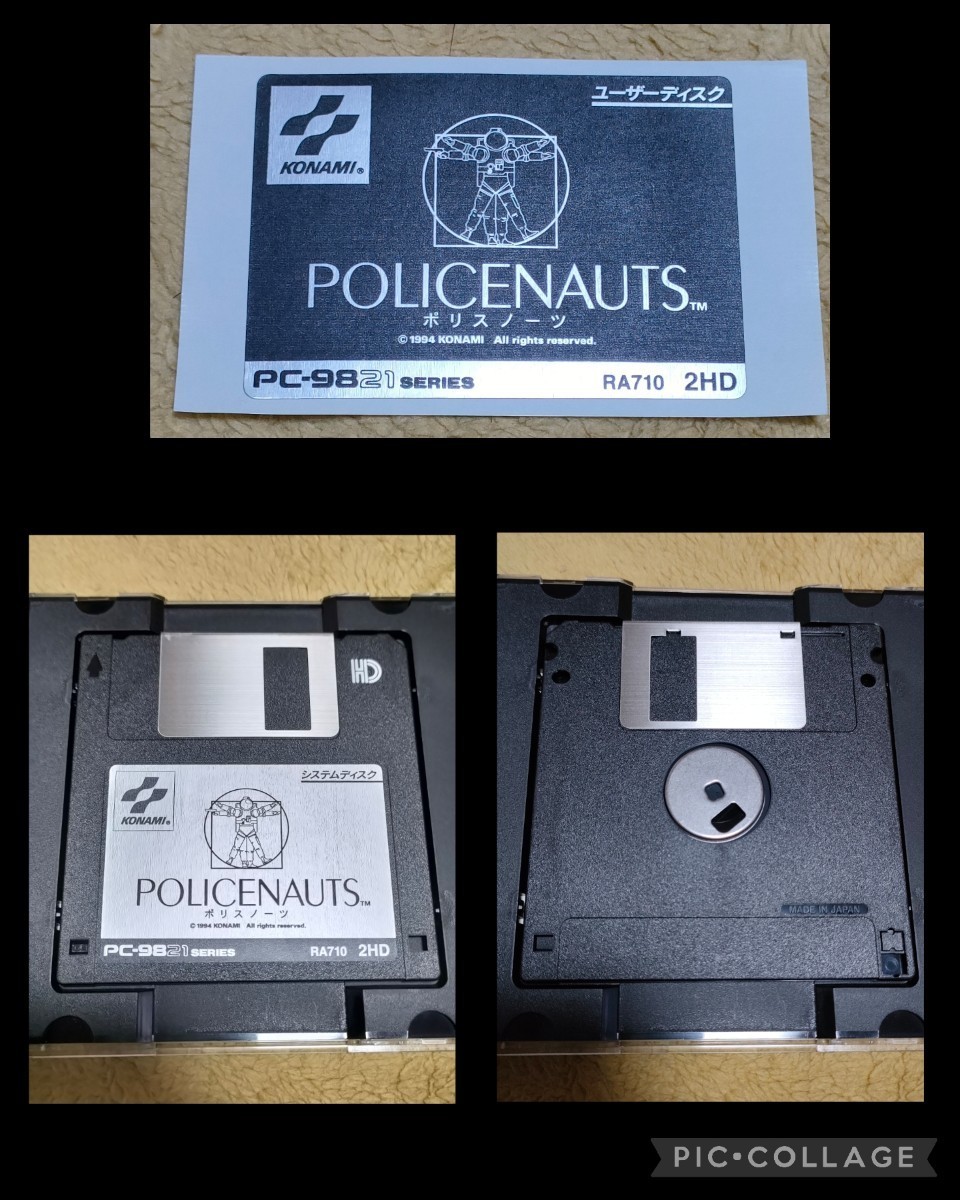 KONAMI®
ユーザーディスク
POLICENAUTS™
ポリスノーツ
©1994 KONAMI All rights reserved.
PC-9821 SERIES RA710 2HD
HD
KONAMI®
システムディスク
POLICENAUTS™
ポリスノーツ
©1994 KONAMI All rights reserved.
PC-9821 SERIES RA710 2HD
MADE IN JAPAN
PIC•COLLAGE